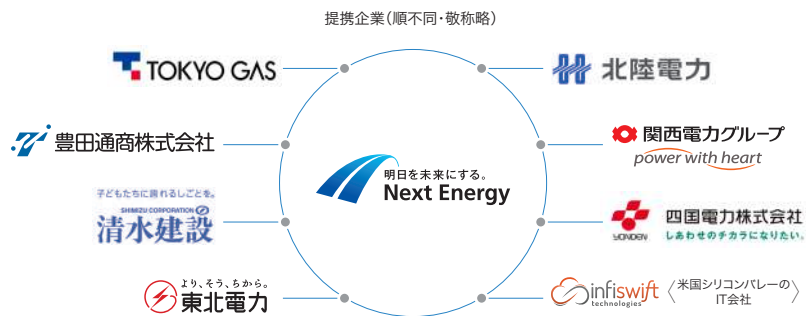 提携企業(順不同・敬称略)
TOKYO GAS
北陸電力
豊田通商株式会社
関西電力グループ
power with heart
明日を未来にする。
Next Energy
子どもたちに誇れるしごとを。
SHIMIZU CORPORATION
清水建設
YONDEN
四国電力株式会社
しあわせのチカラになりたい。
より、そう、ちから。
東北電力
infiswift
technologies
〈米国シリコンバレーの
IT会社〉